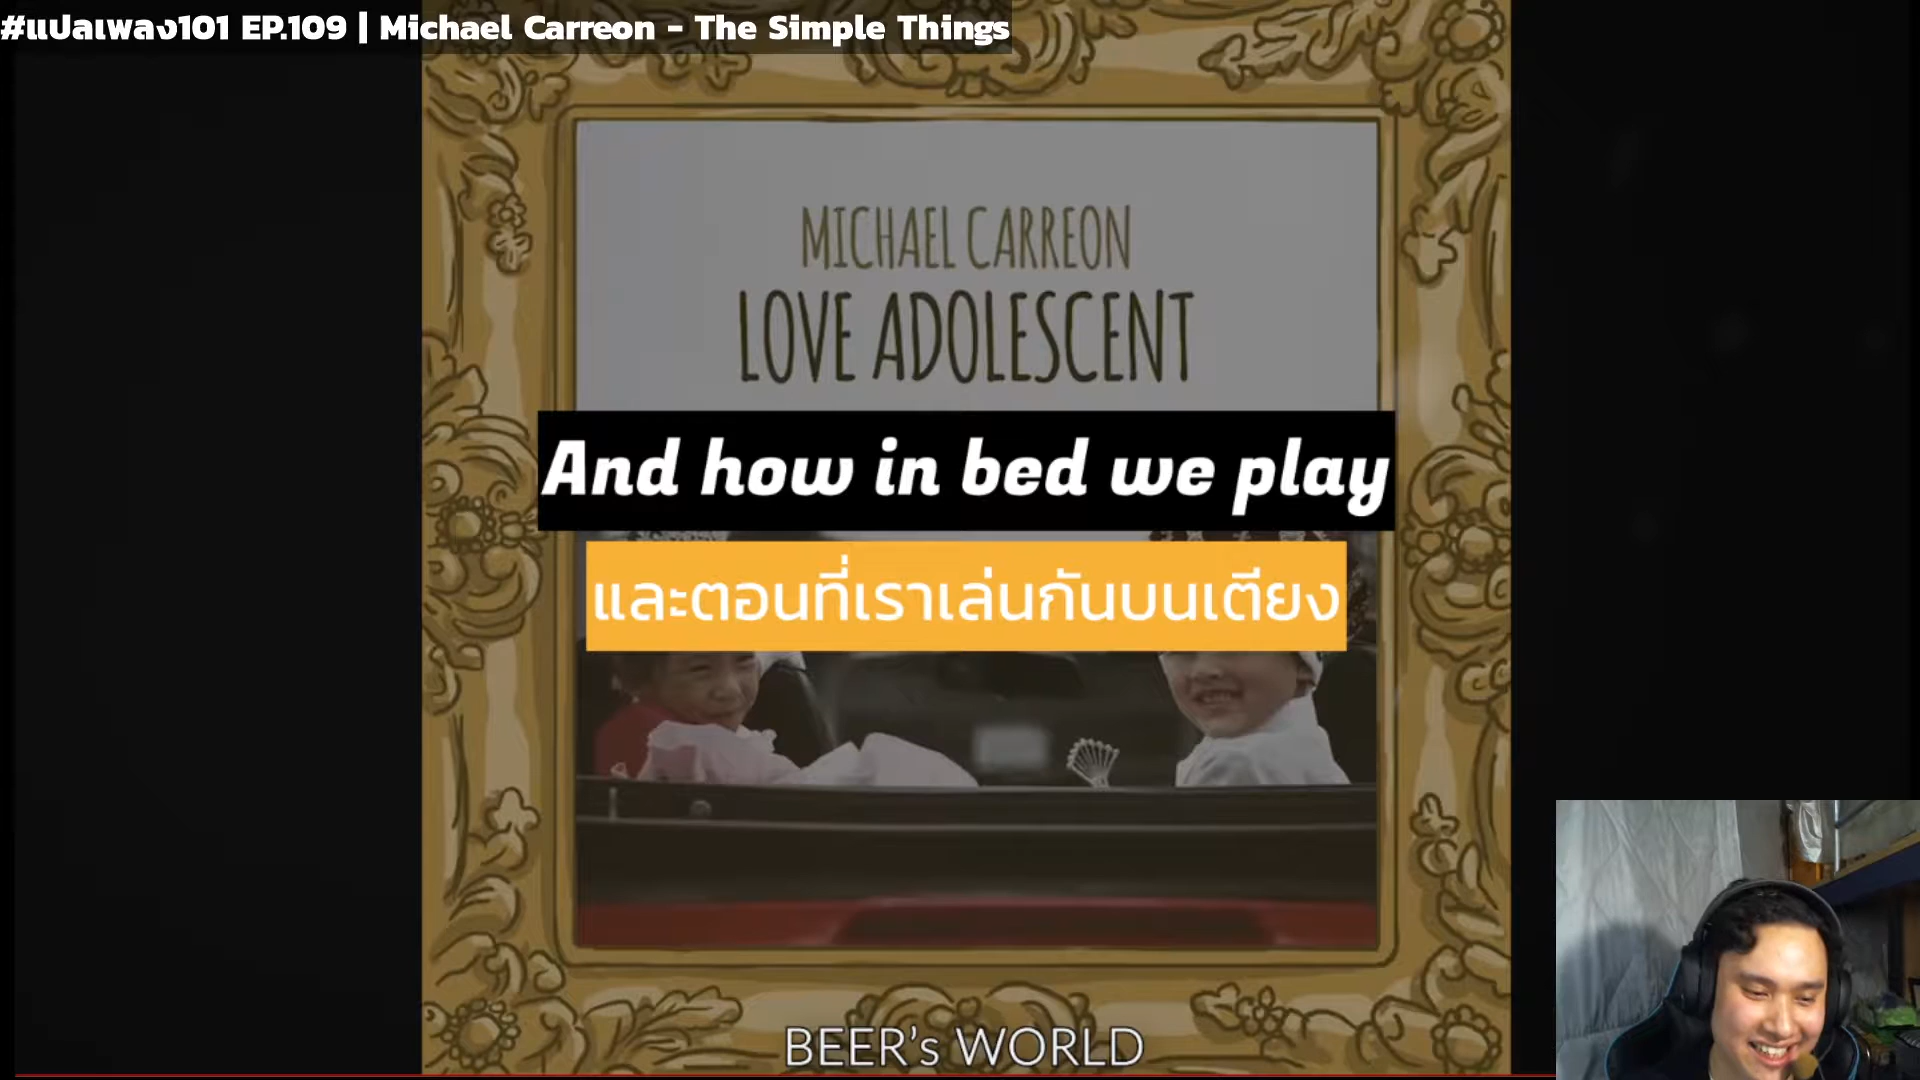 #แปลเพลง101 EP.109 | Michael Carreon - The Simple Things
MICHAEL CARREON
LOVE ADOLESCENT
And how in bed we play
และตอนที่เราเล่นกันบนเตียง
BEER's WORLD